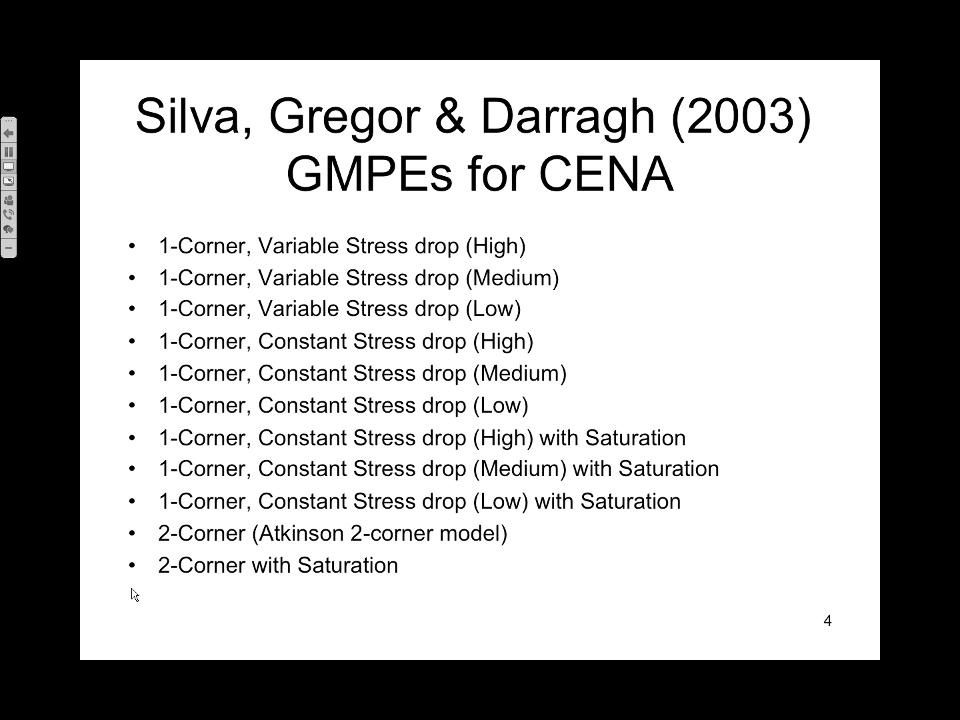 Silva, Gregor & Darragh (2003)
GMPEs for CENA
• 1-Corner, Variable Stress drop (High)
• 1-Corner, Variable Stress drop (Medium)
• 1-Corner, Variable Stress drop (Low)
• 1-Corner, Constant Stress drop (High)
• 1-Corner, Constant Stress drop (Medium)
• 1-Corner, Constant Stress drop (Low)
• 1-Corner, Constant Stress drop (High) with Saturation
• 1-Corner, Constant Stress drop (Medium) with Saturation
• 1-Corner, Constant Stress drop (Low) with Saturation
• 2-Corner (Atkinson 2-corner model)
• 2-Corner with Saturation
4